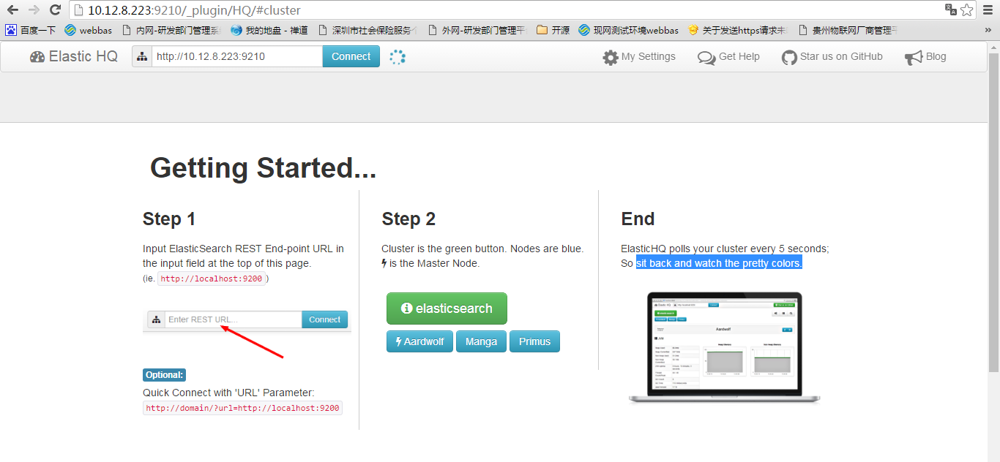 10.12.8.223:9210/_plugin/HQ/#cluster
百度一下 webbas 内网-研发部门管理系 我的地盘 - 禅道 深圳市社会保险服务 外网-研发部门管理平 开源 现网测试环境webbas 关于发送https请求未 贵州物联网厂商管理平 »
Elastic HQ http://10.12.8.223:9210 Connect My Settings Get Help Star us on GitHub Blog
Getting Started...
Step 1
Input ElasticSearch REST End-point URL in
the input field at the top of this page.
(ie. http://localhost:9200)
Enter REST URL... Connect
Optional:
Quick Connect with 'URL' Parameter:
http://domain/?url=http://localhost:9200
Step 2
Cluster is the green button. Nodes are blue.
is the Master Node.
elasticsearch
Aardwolf Manga Primus
End
ElasticHQ polls your cluster every 5 seconds;
So sit back and watch the pretty colors.
Elastic HQ
Connect
Aardwolf